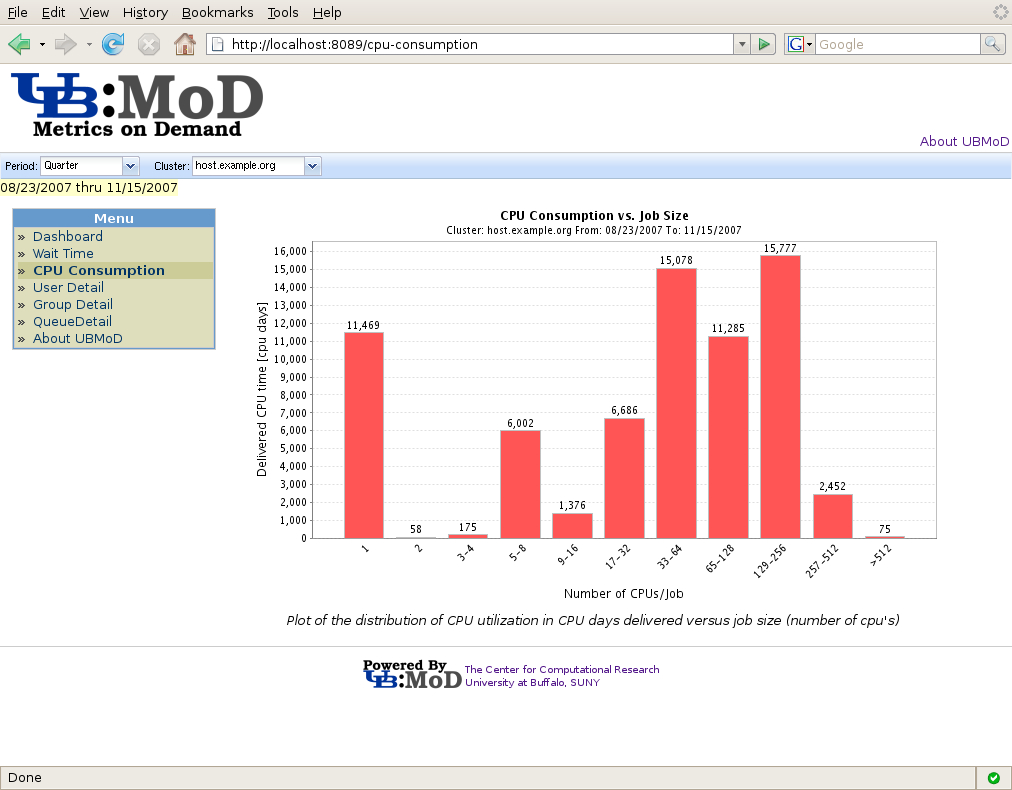 File Edit View History Bookmarks Tools Help
http://localhost:8089/cpu-consumption
G Google
UB:MoD
Metrics on Demand
About UBMoD
Period: Quarter Cluster: host.example.org
08/23/2007 thru 11/15/2007
Menu
» Dashboard
» Wait Time
» CPU Consumption
» User Detail
» Group Detail
» QueueDetail
» About UBMoD
CPU Consumption vs. Job Size
Cluster: host.example.org From: 08/23/2007 To: 11/15/2007
Delivered CPU time [cpu days]
16,000
15,000
14,000
13,000
12,000
11,000
10,000
9,000
8,000
7,000
6,000
5,000
4,000
3,000
2,000
1,000
0
11,469
58
175
6,002
1,376
6,686
15,078
11,285
15,777
2,452
75
1
2
3-4
5-8
9-16
17-32
33-64
65-128
129-256
257-512
>512
Number of CPUs/Job
Plot of the distribution of CPU utilization in CPU days delivered versus job size (number of cpu's)
Powered By
UB:MoD
The Center for Computational Research
University at Buffalo, SUNY
Done